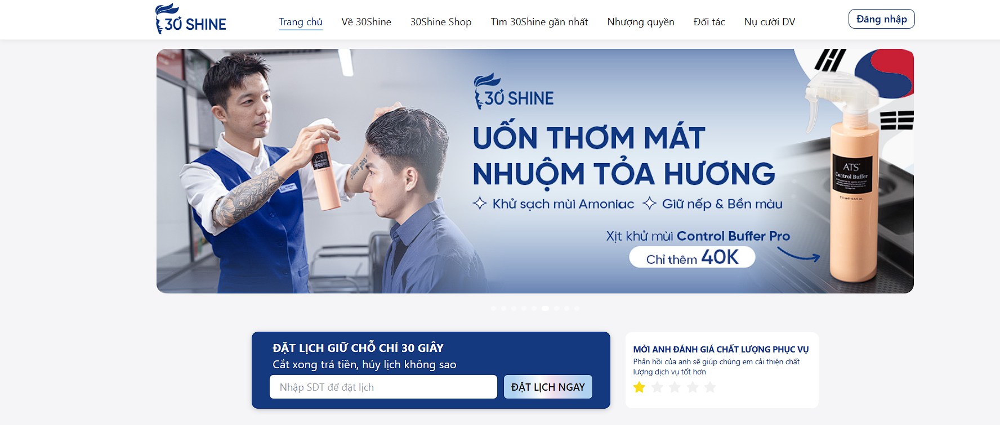 30 SHINE
Trang chủ
Về 30Shine
30Shine Shop
Tìm 30Shine gần nhất
Nhượng quyền
Đối tác
Nụ cười DV
Đăng nhập
30 SHINE
UỐN THƠM MÁT
NHUỘM TỎA HƯƠNG
Khử sạch mùi Amoniac
Giữ nếp & Bền màu
Xịt khử mùi Control Buffer Pro
Chỉ thêm 40K
ATS
ATS
Control Buffer
ĐẶT LỊCH GIỮ CHỖ CHỈ 30 GIÂY
Cắt xong trả tiền, hủy lịch không sao
Nhập SĐT để đặt lịch
ĐẶT LỊCH NGAY
MỜI ANH ĐÁNH GIÁ CHẤT LƯỢNG PHỤC VỤ
Phản hồi của anh sẽ giúp chúng em cải thiện chất
lượng dịch vụ tốt hơn